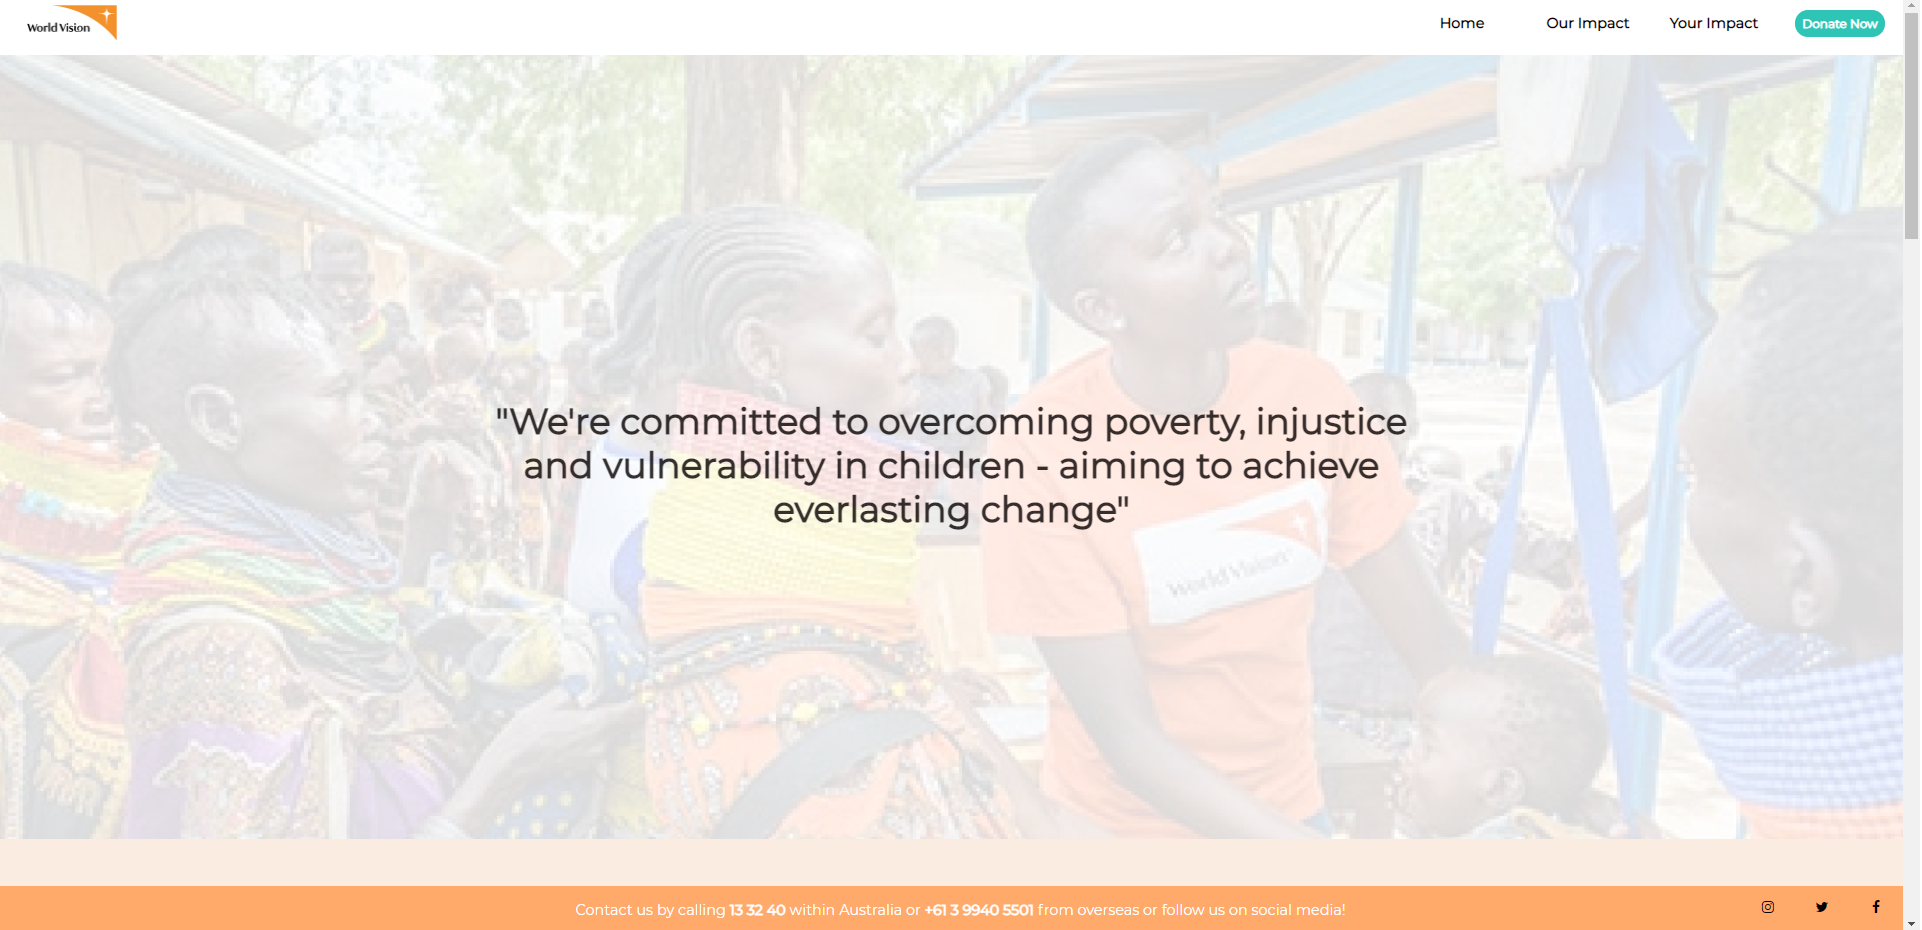 World Vision
Home
Our Impact
Your Impact
Donate Now
"We're committed to overcoming poverty, injustice
and vulnerability in children - aiming to achieve
everlasting change"
World Vision
Contact us by calling 13 32 40 within Australia or +61 3 9940 5501 from overseas or follow us on social media!